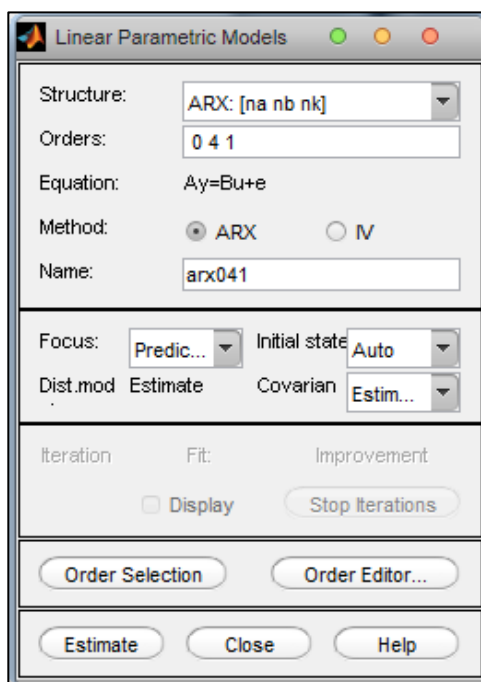 Linear Parametric Models
Structure: ARX: [na nb nk]
Orders: 0 4 1
Equation: Ay=Bu+e
Method: ARX IV
Name: arx041
Focus: Predic... Initial state Auto
Dist.mod Estimate Covarian Estim...
Iteration Fit: Improvement
Display Stop Iterations
Order Selection Order Editor...
Estimate Close Help